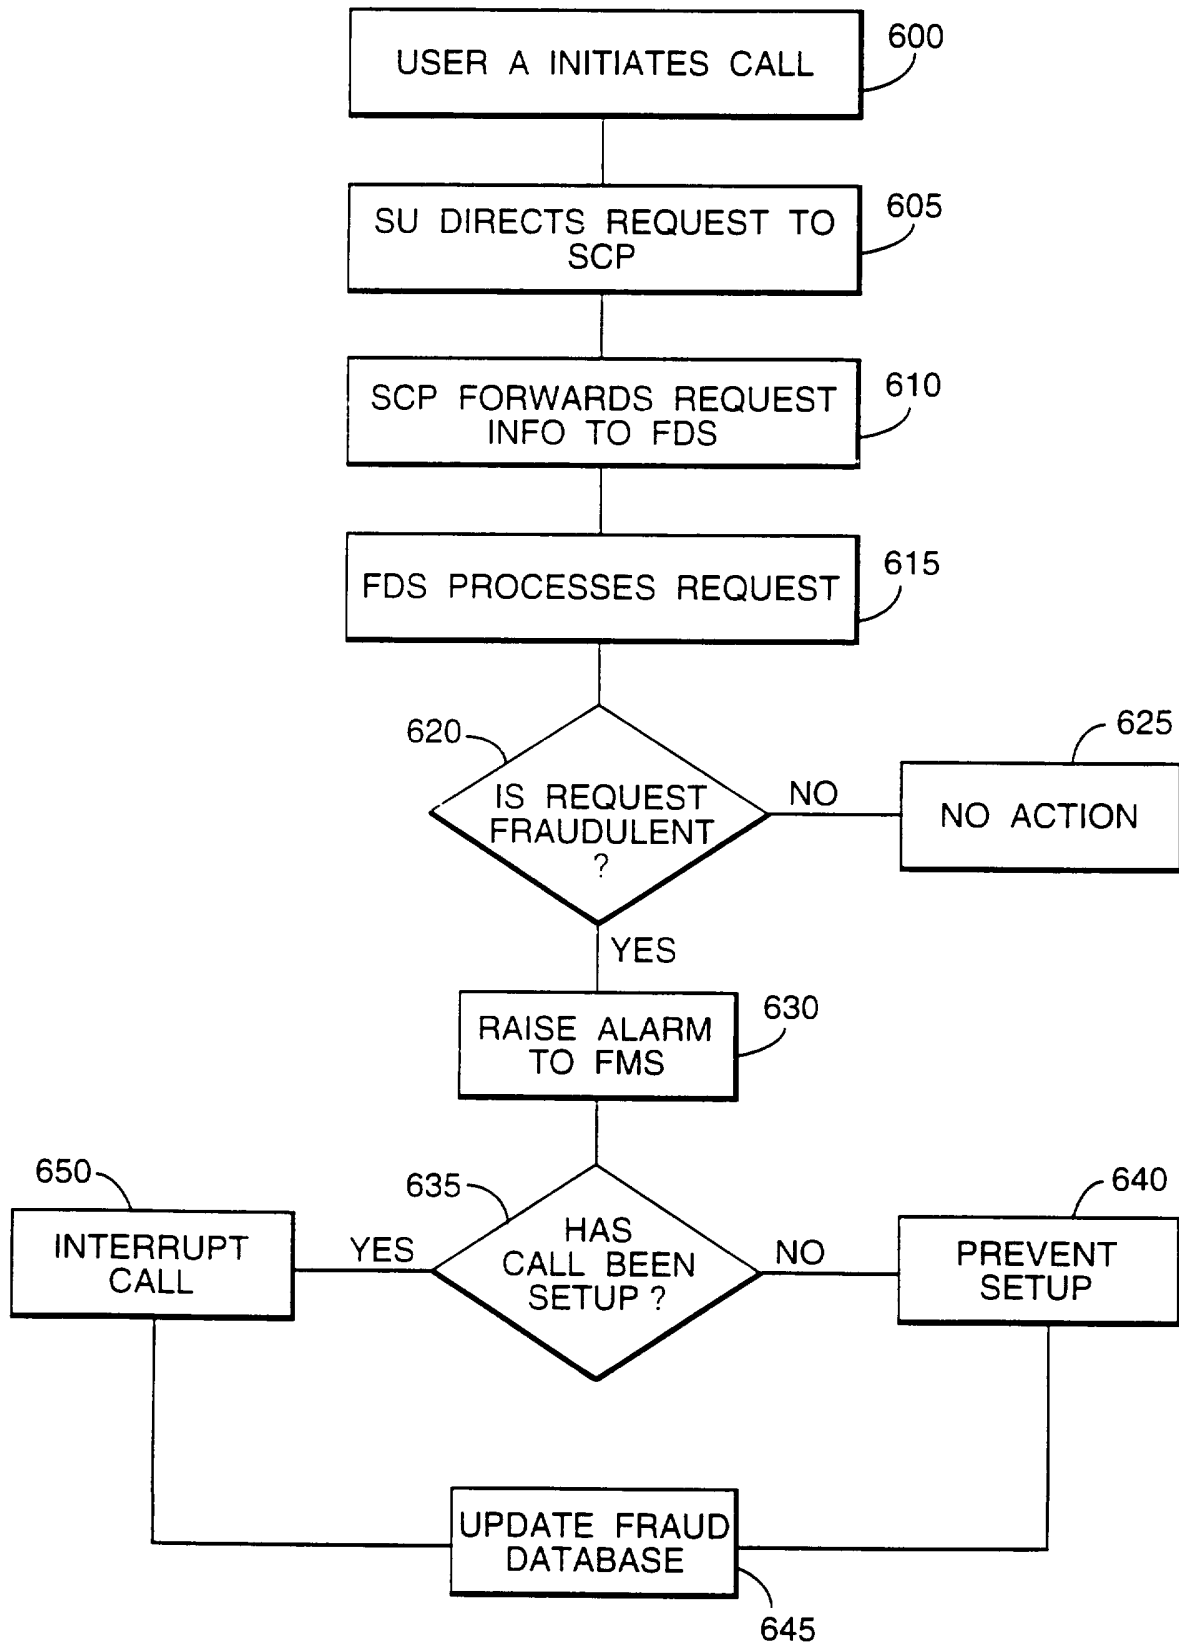 USER A INITIATES CALL
600
SU DIRECTS REQUEST TO
SCP
605
SCP FORWARDS REQUEST
INFO TO FDS
610
FDS PROCESSES REQUEST
615
620
IS REQUEST
FRAUDULENT
?
NO
625
NO ACTION
YES
RAISE ALARM
TO FMS
630
650
INTERRUPT
CALL
YES
635
HAS
CALL BEEN
SETUP ?
NO
640
PREVENT
SETUP
UPDATE FRAUD
DATABASE
645